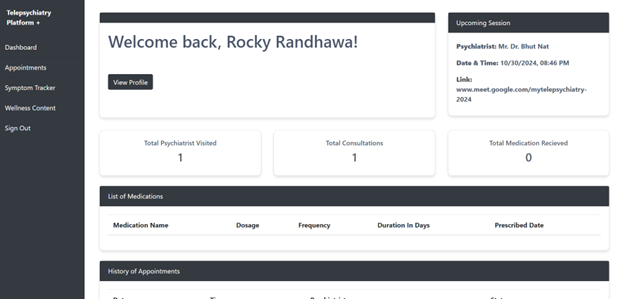 Telepsychiatry
Platform +
Dashboard
Appointments
Symptom Tracker
Wellness Content
Sign Out
Welcome back, Rocky Randhawa!
View Profile
Upcoming Session
Psychiatrist: Mr. Dr. Bhut Nat
Date & Time: 10/30/2024, 08:46 PM
Link:
www.meet.google.com/mytelepsychiatry-
2024
Total Psychiatrist Visited
1
Total Consultations
1
Total Medication Recieved
0
List of Medications
Medication Name Dosage Frequency Duration In Days Prescribed Date
History of Appointments